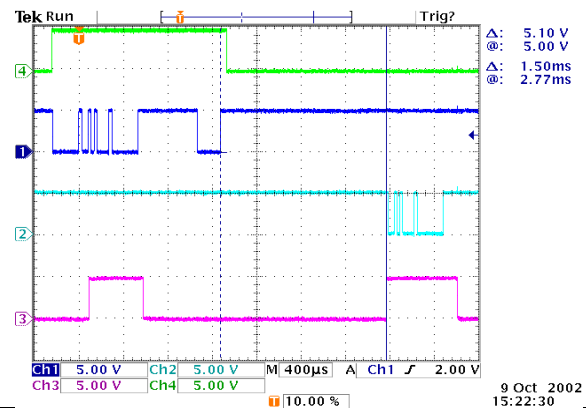 Tek Run
Trig?
T
T
Δ: 5.10 V
@: 5.00 V
Δ: 1.50ms
@: 2.77ms
4
1
2
3
Ch1 5.00 V Ch2 5.00 V M 400µs A Ch1 ƒ 2.00 V
Ch3 5.00 V Ch4 5.00 V
T 10.00 %
9 Oct 2002
15:22:30